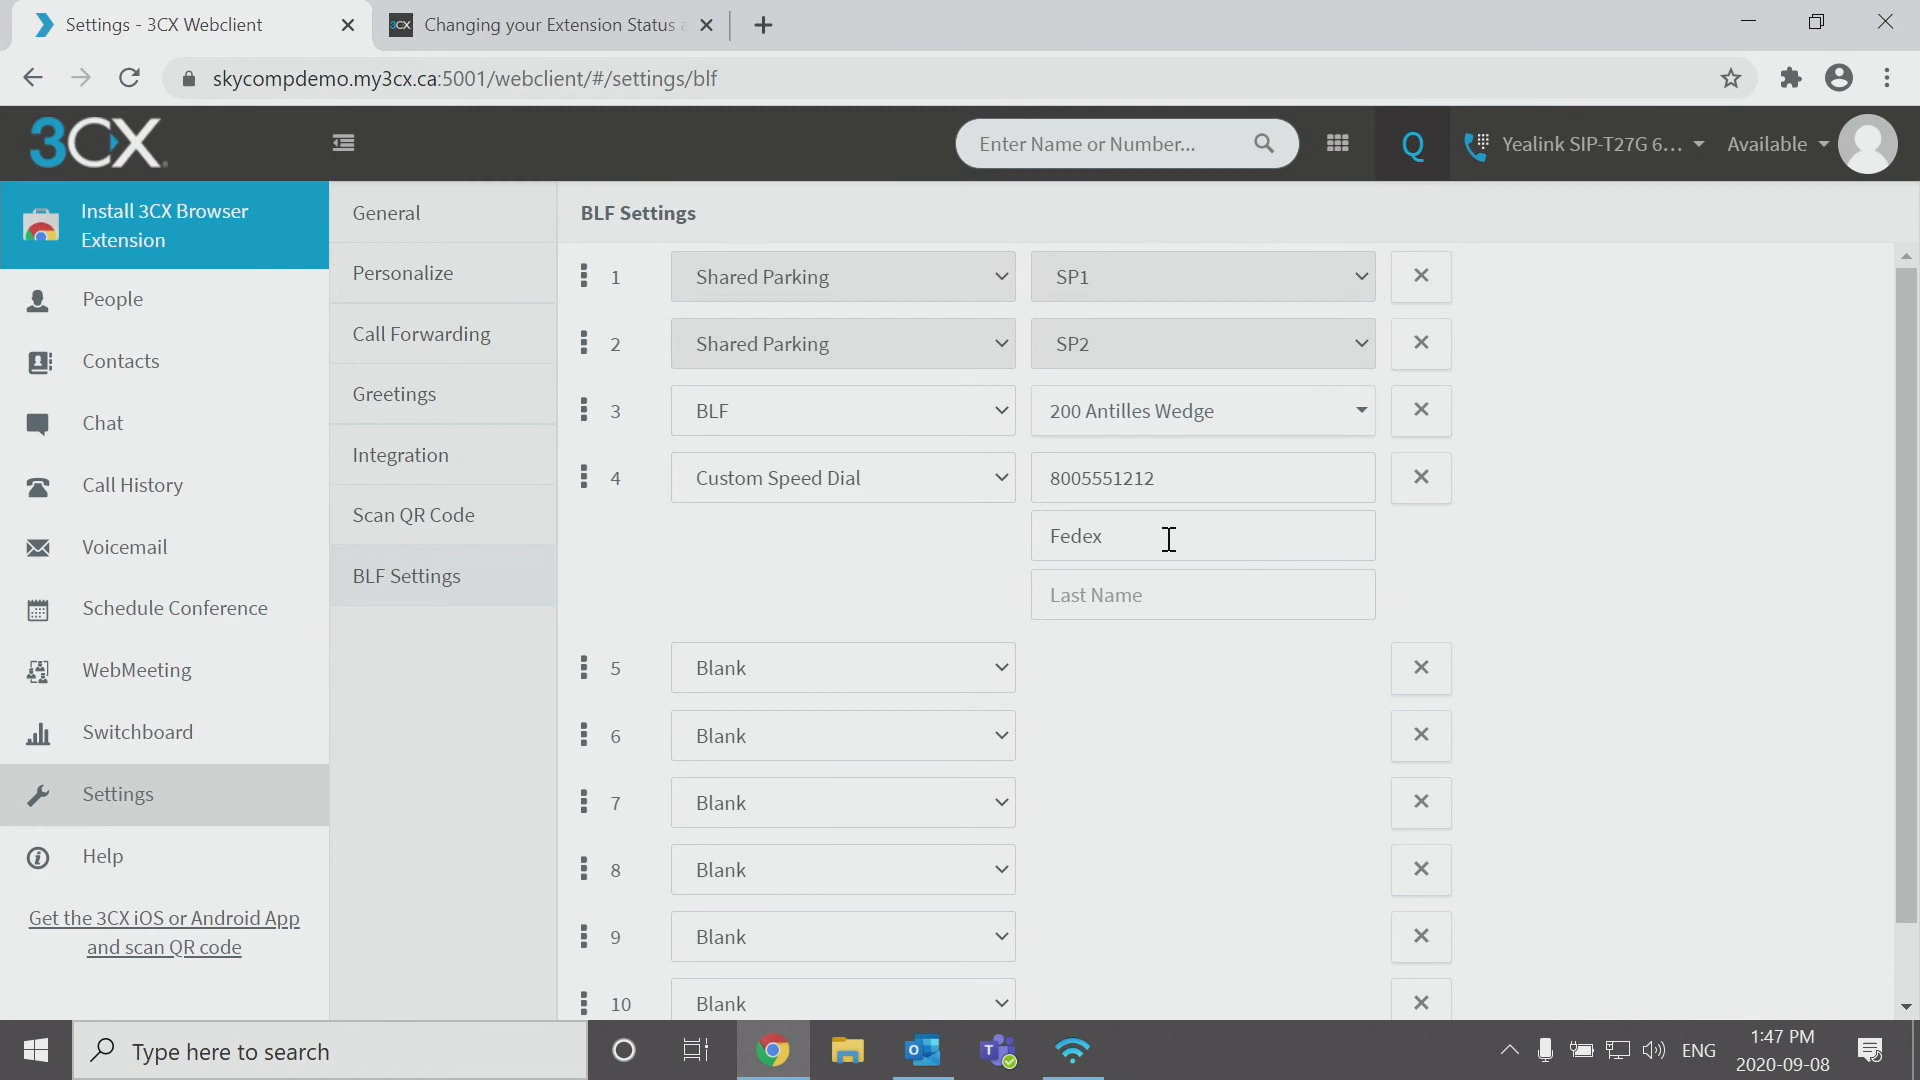 Settings - 3CX Webclient
3CX Changing your Extension Status a
skycompdemo.my3cx.ca:5001/webclient/#/settings/blf
3CX
Enter Name or Number...
Q
Yealink SIP-T27G 6...
Available
Install 3CX Browser
Extension
People
Contacts
Chat
Call History
Voicemail
Schedule Conference
WebMeeting
Switchboard
Settings
Help
Get the 3CX iOS or Android App
and scan QR code
General
Personalize
Call Forwarding
Greetings
Integration
Scan QR Code
BLF Settings
BLF Settings
1 Shared Parking SP1
2 Shared Parking SP2
3 BLF 200 Antilles Wedge
4 Custom Speed Dial 8005551212
Fedex
Last Name
5 Blank
6 Blank
7 Blank
8 Blank
9 Blank
10 Blank
Type here to search
ENG
1:47 PM
2020-09-08